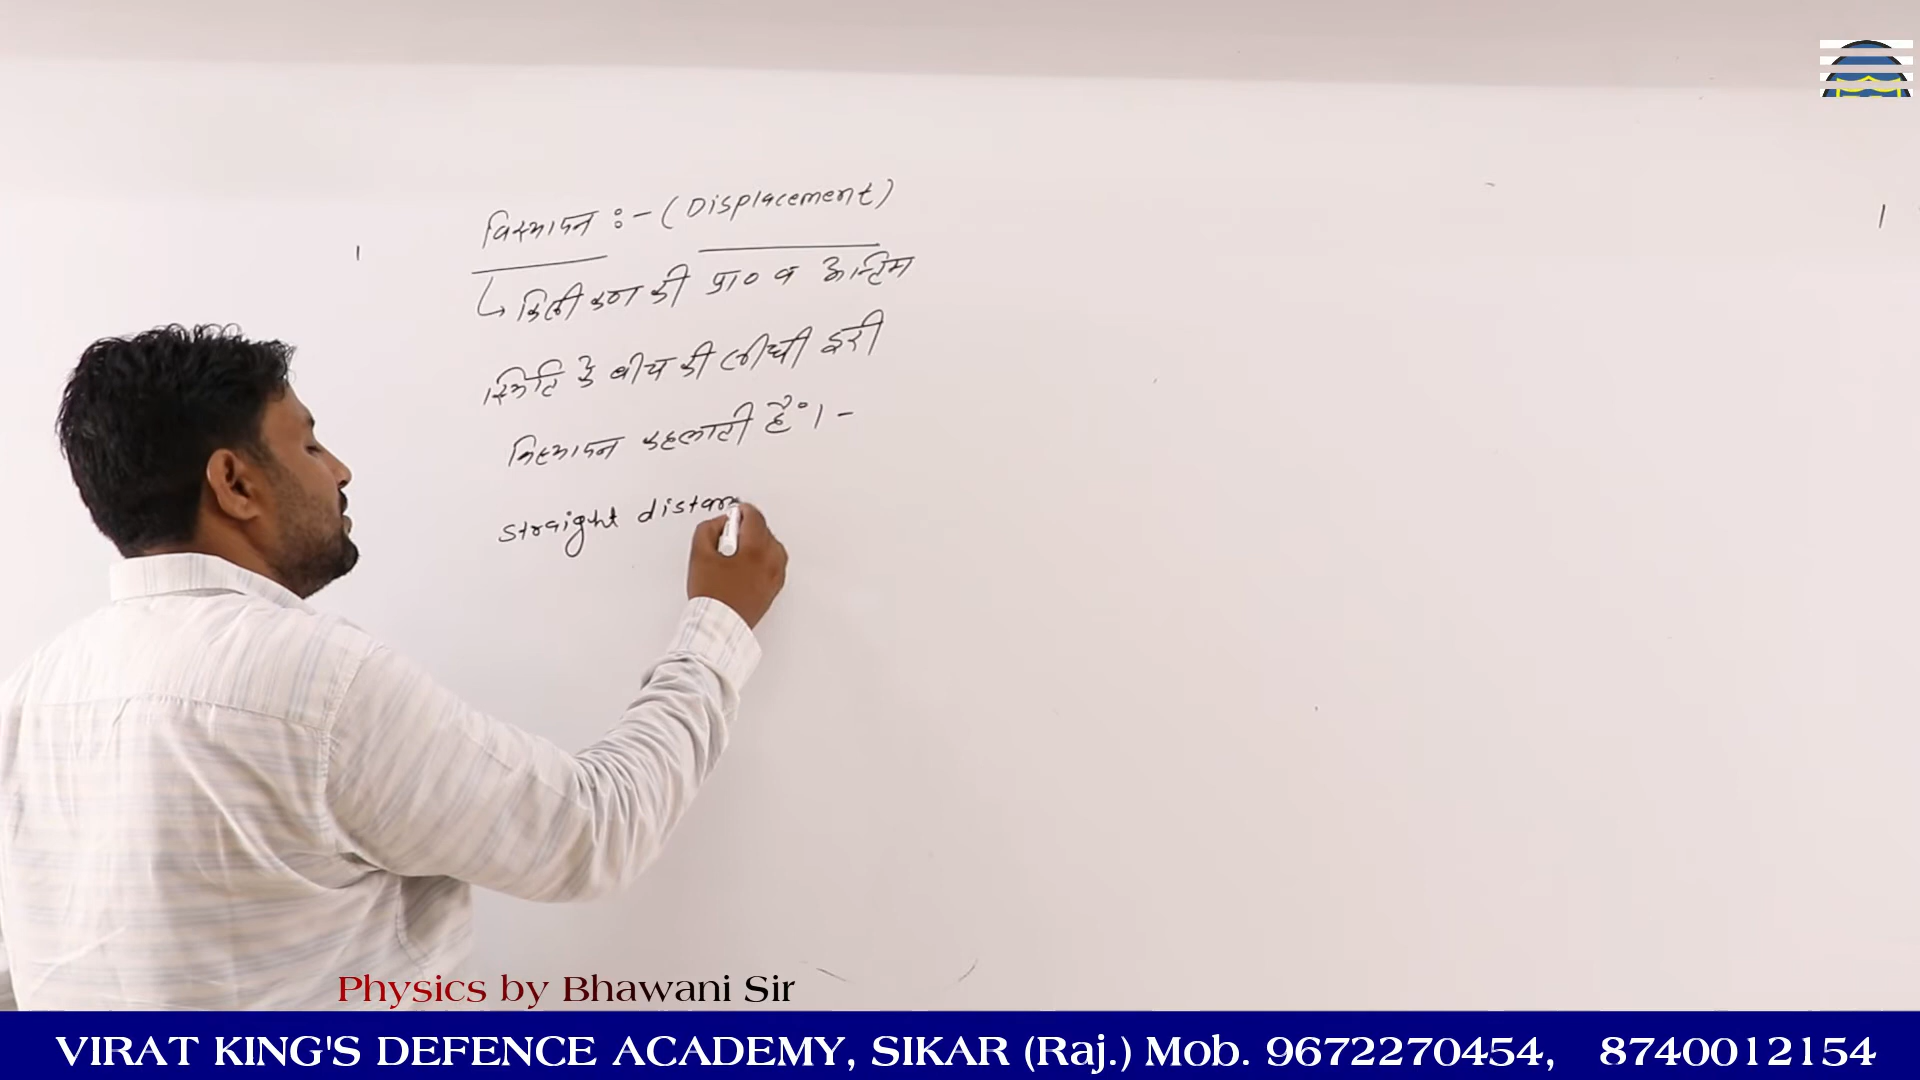 विस्थापन :- (Displacement)
↳ किसी कण की प्रा० व अन्तिम
स्थिति के बीच की सीधी दूरी
विस्थापन कहलाती है। -
straight distan
Physics by Bhawani Sir
VIRAT KING'S DEFENCE ACADEMY, SIKAR (Raj.) Mob. 9672270454, 8740012154